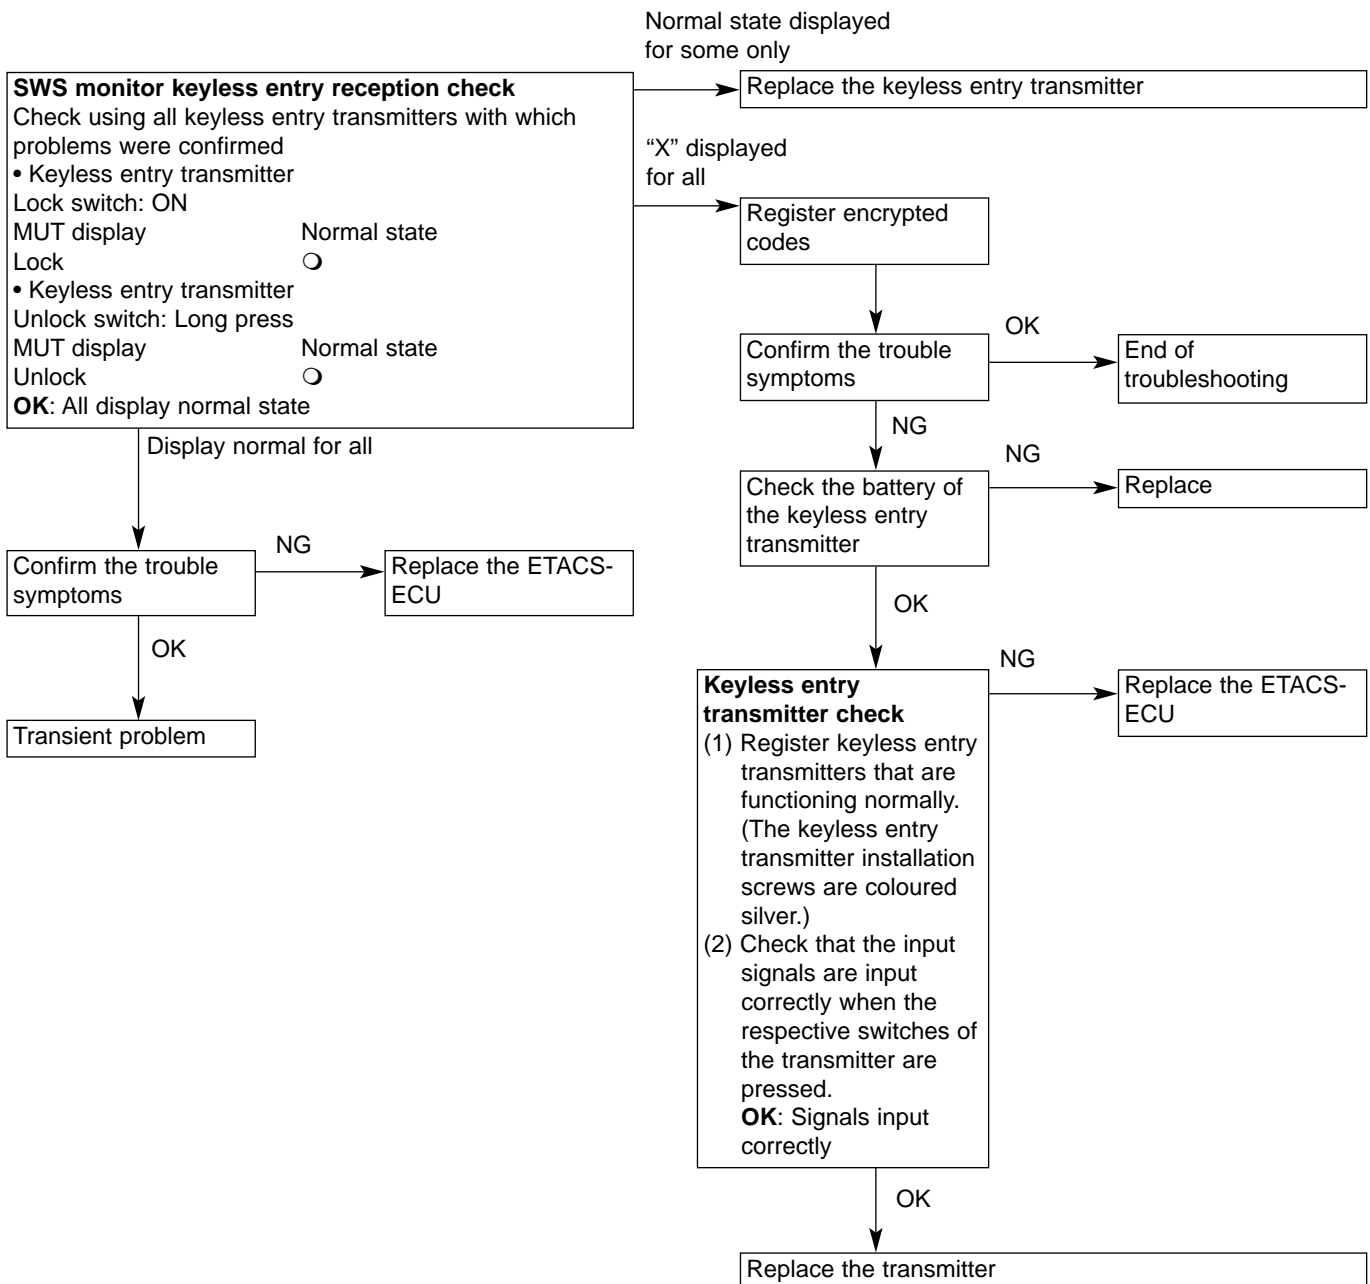 Normal state displayed
for some only
SWS monitor keyless entry reception check
Check using all keyless entry transmitters with which
problems were confirmed
• Keyless entry transmitter
Lock switch: ON
MUT display Normal state
Lock ❍
• Keyless entry transmitter
Unlock switch: Long press
MUT display Normal state
Unlock ❍
OK: All display normal state
Replace the keyless entry transmitter
“X” displayed
for all
Register encrypted
codes
Confirm the trouble
symptoms
OK
End of
troubleshooting
NG
Check the battery of
the keyless entry
transmitter
NG
Replace
OK
Keyless entry
transmitter check
(1) Register keyless entry
transmitters that are
functioning normally.
(The keyless entry
transmitter installation
screws are coloured
silver.)
(2) Check that the input
signals are input
correctly when the
respective switches of
the transmitter are
pressed.
OK: Signals input
correctly
NG
Replace the ETACS-
ECU
OK
Replace the transmitter
Display normal for all
Confirm the trouble
symptoms
NG
Replace the ETACS-
ECU
OK
Transient problem